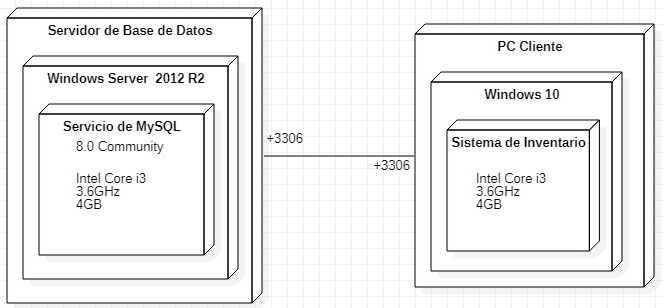 Servidor de Base de Datos
Windows Server 2012 R2
Servicio de MySQL
8.0 Community
Intel Core i3
3.6GHz
4GB
+3306
+3306
PC Cliente
Windows 10
Sistema de Inventario
Intel Core i3
3.6GHz
4GB